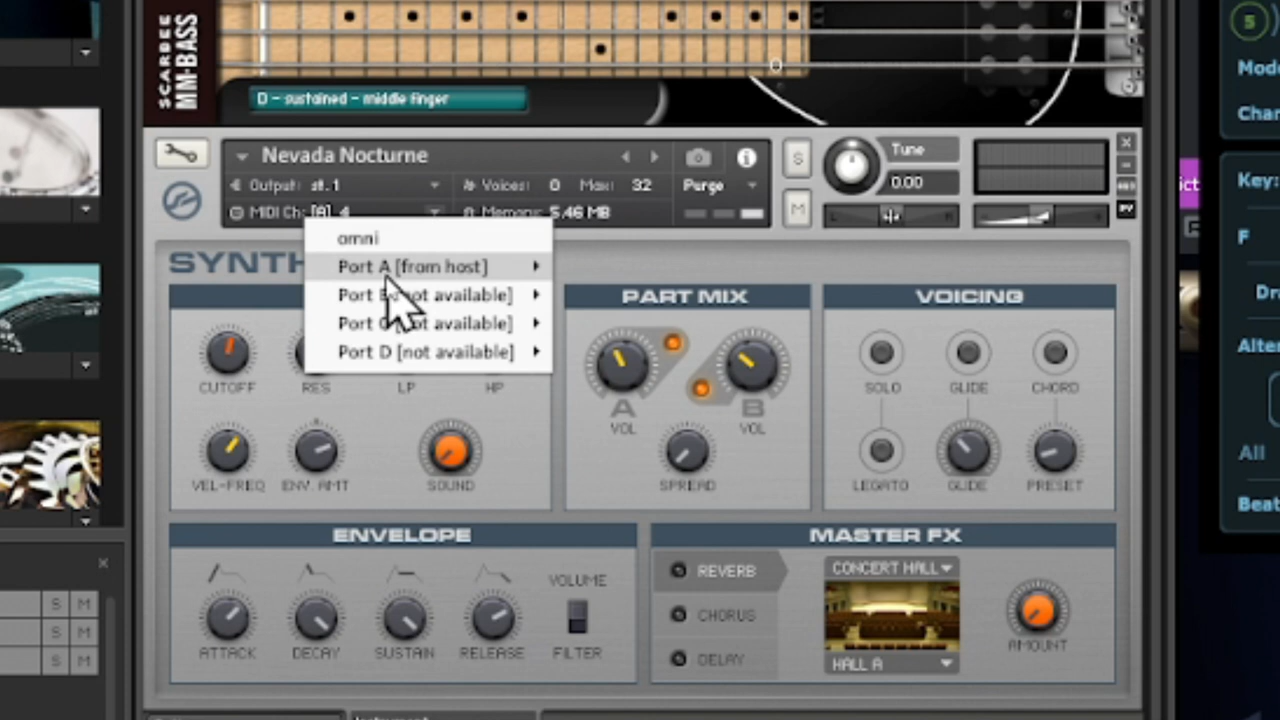 SCARBEE
MM-BASS
D - sustained - middle finger
Nevada Nocturne
Output: st. 1
Voices: 0 Max: 32
Purge
MIDI Ch: [A] 4
Memory: 5.46 MB
S
M
Tune
0.00
omni
Port A [from host]
Port B [not available]
Port C [not available]
Port D [not available]
SYNTH
PART MIX
VOICING
CUTOFF
RES
LP
HP
VEL-FREQ
ENV. AMT
SOUND
A
VOL
B
VOL
SPREAD
SOLO
GLIDE
CHORD
LEGATO
GLIDE
PRESET
ENVELOPE
ATTACK
DECAY
SUSTAIN
RELEASE
VOLUME
FILTER
MASTER FX
REVERB
CHORUS
DELAY
CONCERT HALL
HALL A
AMOUNT
S M
S M
S M
5
Key:
F
All